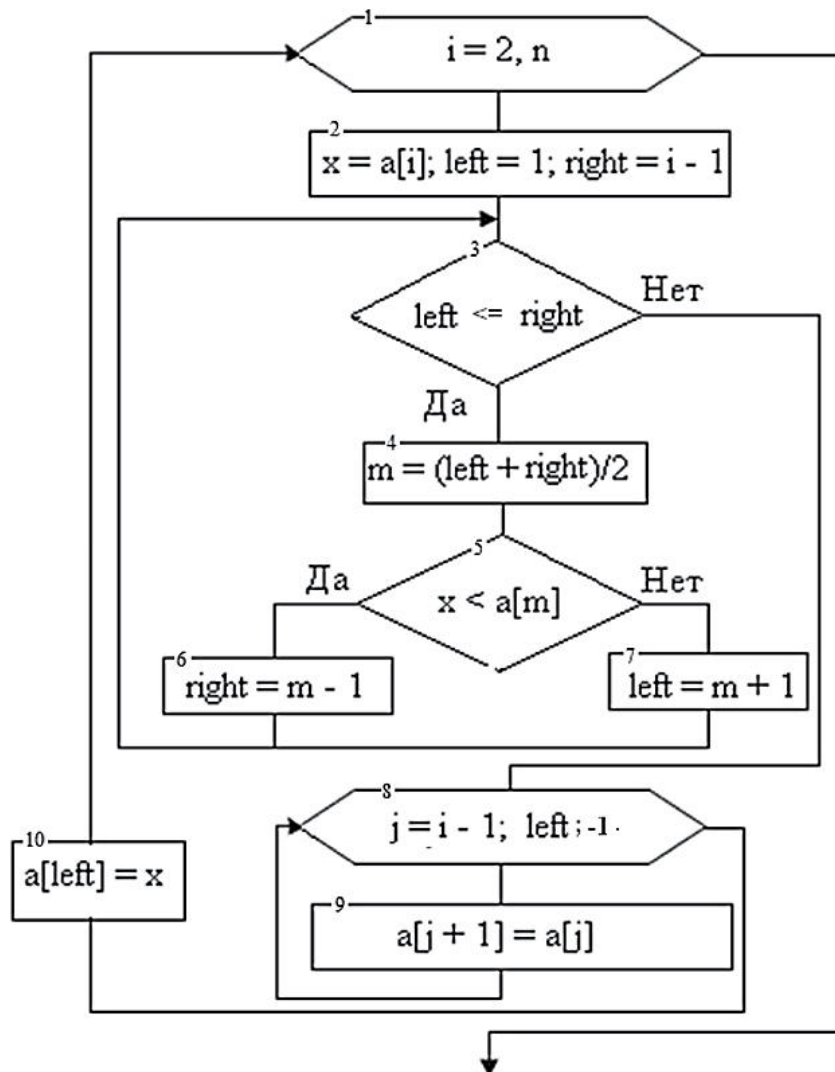 1
i = 2, n
2
x = a[i]; left = 1; right = i - 1
3
left <= right
Нет
Да
4
m = (left + right)/2
5
Да
x < a[m]
Нет
6
right = m - 1
7
left = m + 1
8
j = i - 1; left ; -1.
10
a[left] = x
9
a[j + 1] = a[j]